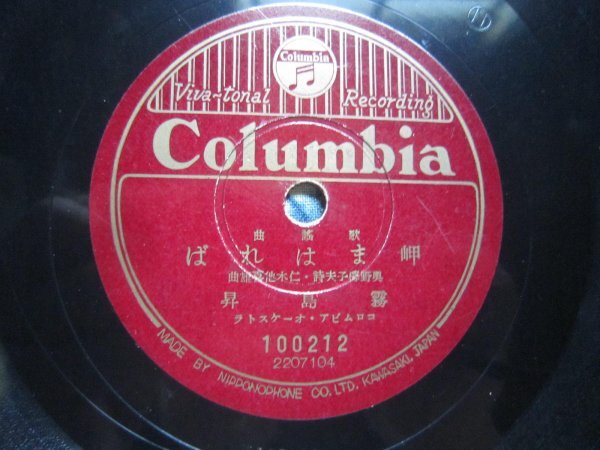 Columbia
Viva-tonal Recording
Columbia
歌謡曲
岬まはれば
奥野椰子夫詩・仁木他喜雄曲
霧島昇
コロムビア・オーケストラ
100212
2207104
MADE BY NIPPONOPHONE CO. LTD. KAWASAKI, JAPAN